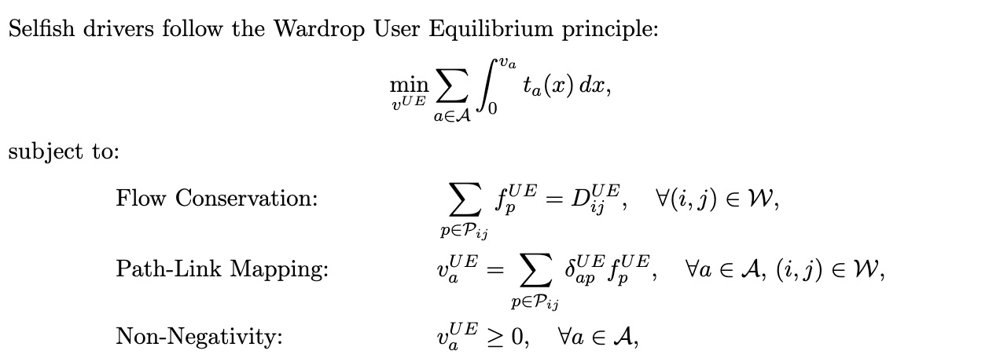 Selfish drivers follow the Wardrop User Equilibrium principle:
$$\min_{v^{UE}} \sum_{a \in \mathcal{A}} \int_0^{v_a} t_a(x)\, dx,$$
subject to:
Flow Conservation: $\sum_{p \in \mathcal{P}_{ij}} f_p^{UE} = D_{ij}^{UE}, \quad \forall (i,j) \in \mathcal{W},$
Path-Link Mapping: $v_a^{UE} = \sum_{p \in \mathcal{P}_{ij}} \delta_{ap}^{UE} f_p^{UE}, \quad \forall a \in \mathcal{A}, (i,j) \in \mathcal{W},$
Non-Negativity: $v_a^{UE} \geq 0, \quad \forall a \in \mathcal{A},$